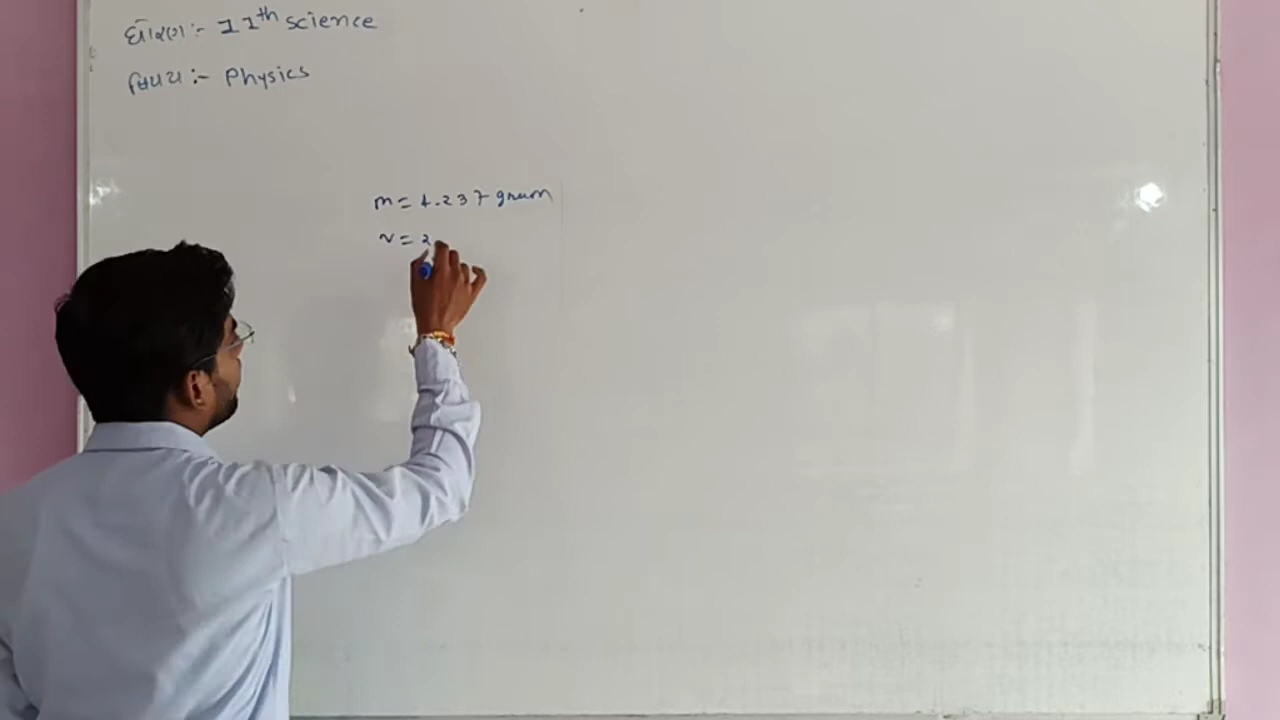 ધોરણ :- 11th science
વિષય :- Physics
m = 4.237 gram
v = 2